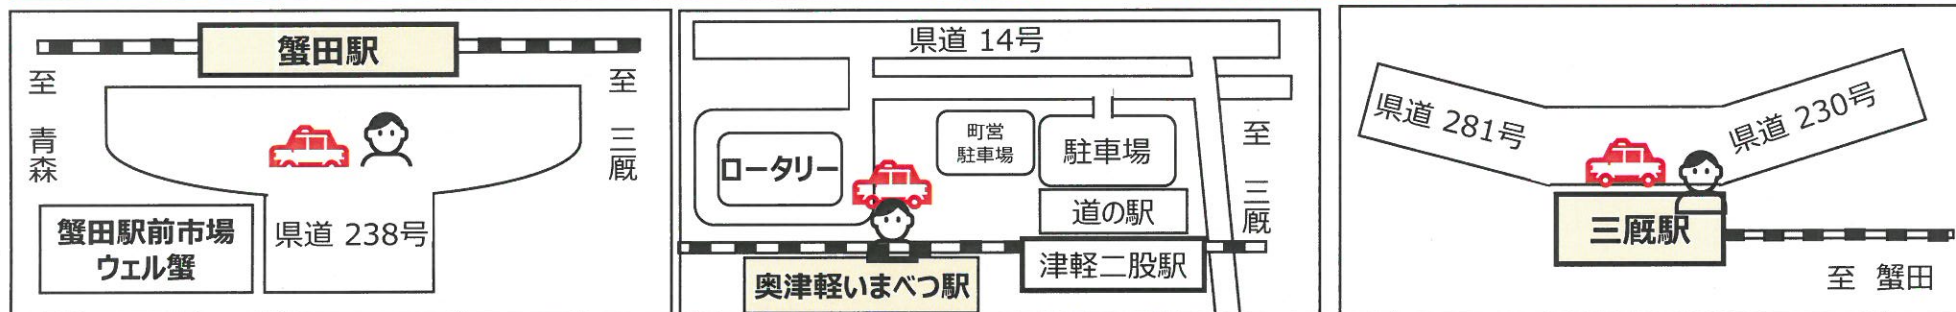 蟹田駅
至 青森
至 三厩
蟹田駅前市場
ウェル蟹
県道 238号
県道 14号
ロータリー
町営
駐車場
駐車場
道の駅
至 三厩
津軽二股駅
奥津軽いまべつ駅
県道 281号
県道 230号
三厩駅
至 蟹田